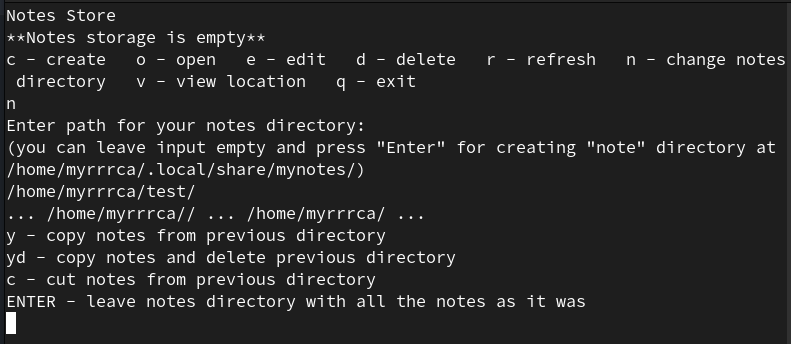 Notes Store
**Notes storage is empty**
c - create   o - open   e - edit   d - delete   r - refresh   n - change notes
 directory   v - view location   q - exit
n
Enter path for your notes directory:
(you can leave input empty and press "Enter" for creating "note" directory at
/home/myrrrca/.local/share/mynotes/)
/home/myrrrca/test/
... /home/myrrrca// ... /home/myrrrca/ ...
y - copy notes from previous directory
yd - copy notes and delete previous directory
c - cut notes from previous directory
ENTER - leave notes directory with all the notes as it was